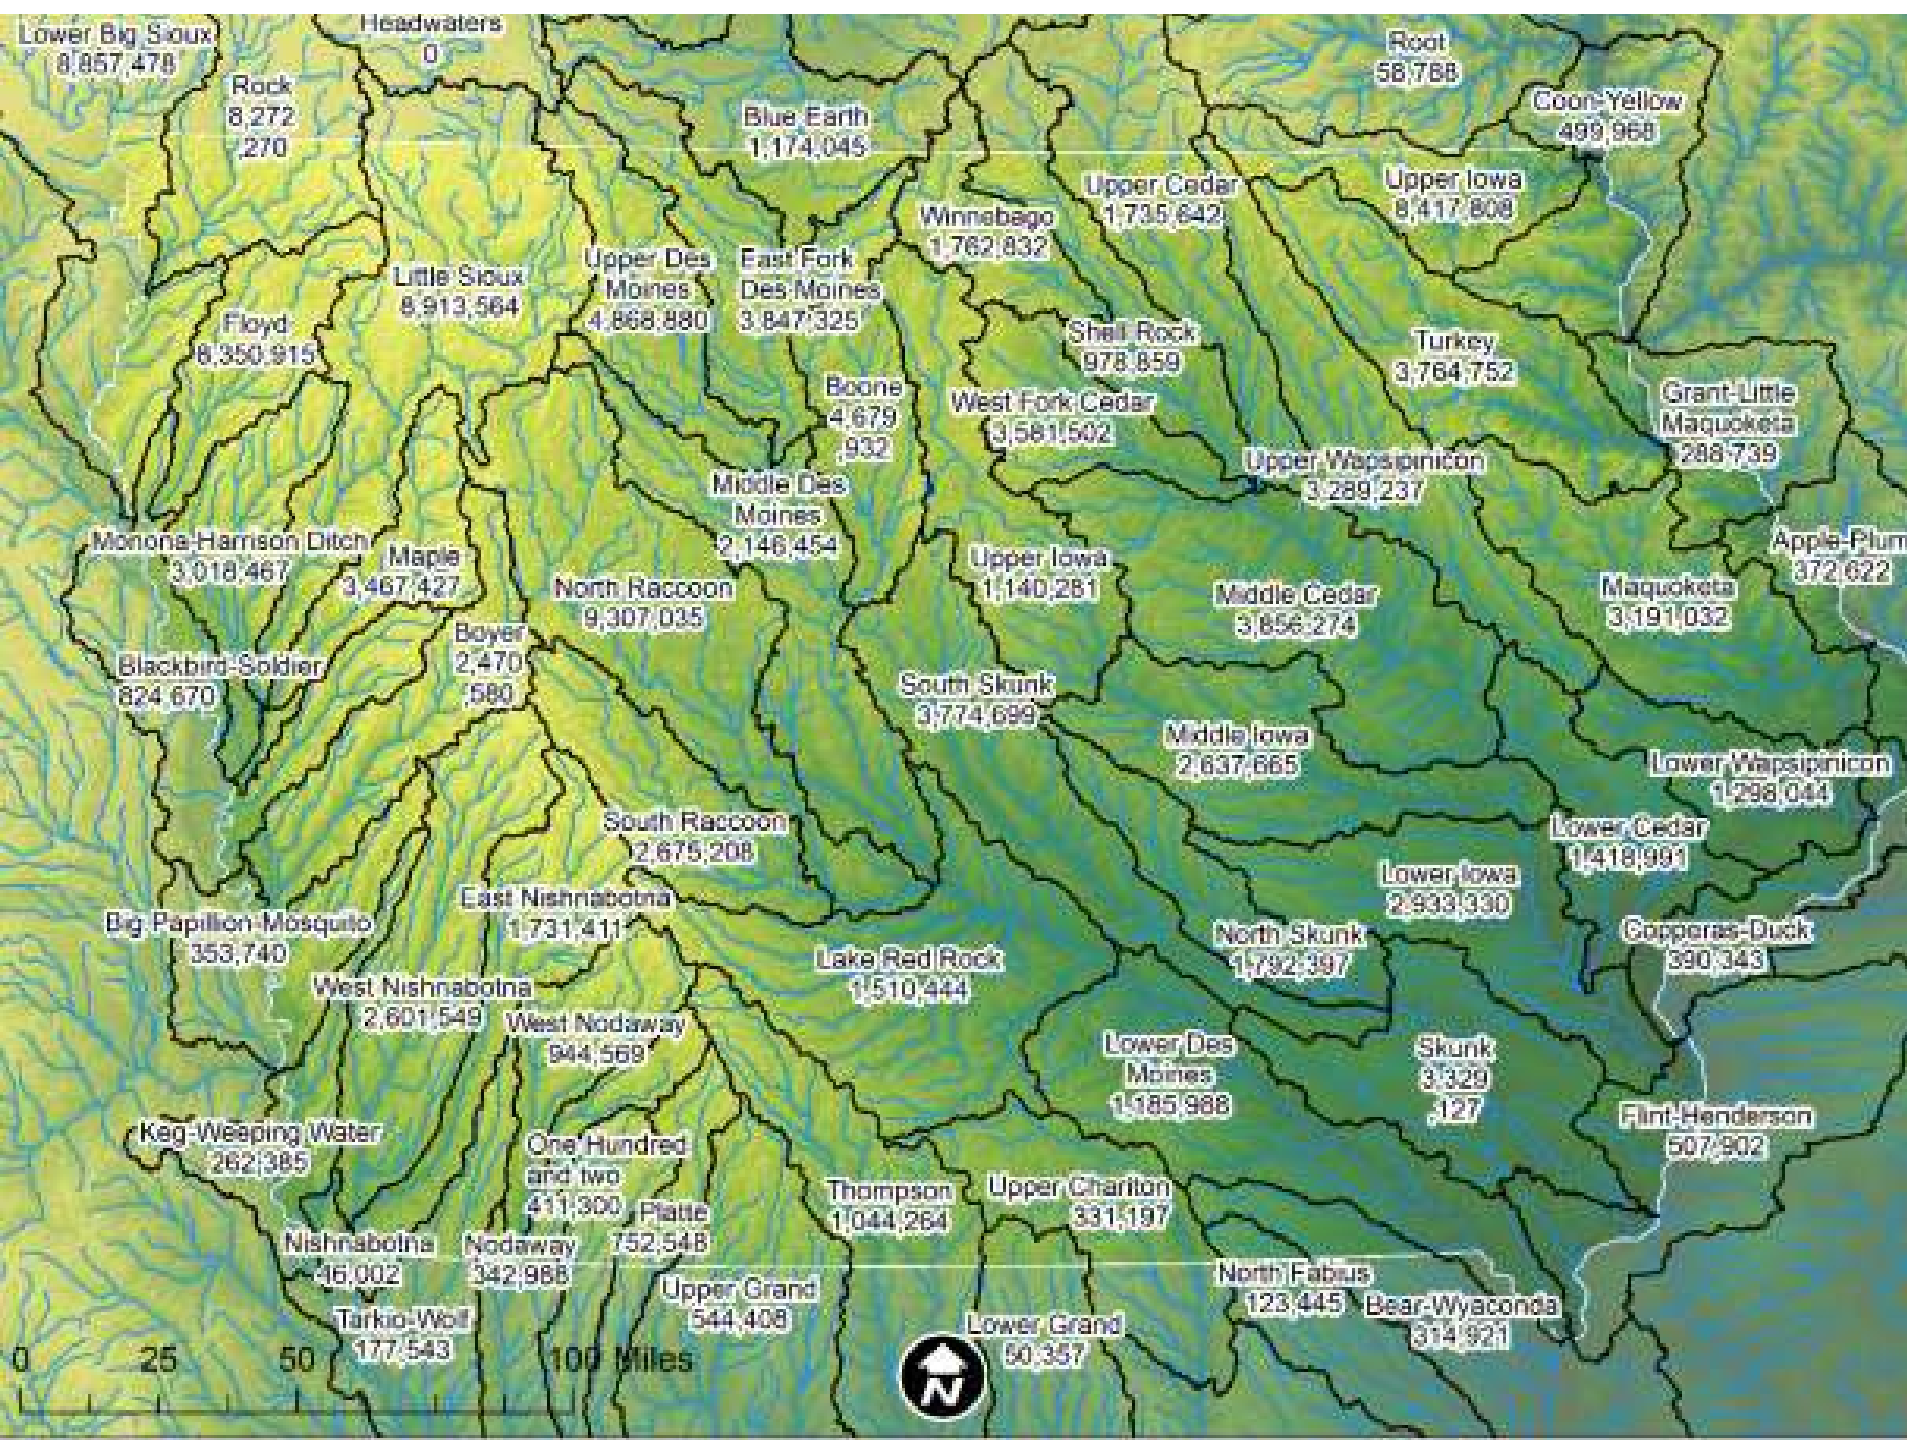 Lower Big Sioux
8,857,478
Headwaters
0
Rock
8,272
,270
Blue Earth
1,174,045
Root
58,788
Coon-Yellow
499,968
Upper Cedar
1,735,642
Upper Iowa
8,417,808
Winnebago
1,762,832
Little Sioux
8,913,564
Upper Des
Moines
4,868,880
East Fork
Des Moines
3,847,325
Floyd
8,350,915
Shell Rock
978,859
Turkey
3,764,752
Boone
4,679
,932
West Fork Cedar
3,581,502
Grant-Little
Maquoketa
288,739
Upper Wapsipinicon
3,289,237
Middle Des
Moines
2,146,454
Monona-Harrison Ditch
3,018,467
Maple
3,467,427
North Raccoon
9,307,035
Upper Iowa
1,140,281
Middle Cedar
3,856,274
Apple-Plum
372,622
Maquoketa
3,191,032
Boyer
2,470
,580
Blackbird-Soldier
824,670
South Skunk
3,774,699
Middle Iowa
2,637,665
Lower Wapsipinicon
1,298,044
South Raccoon
2,675,208
Lower Cedar
1,418,991
Lower Iowa
2,933,330
East Nishnabotna
1,731,411
Big Papillion-Mosquito
353,740
North Skunk
1,792,397
Copperas-Duck
390,343
Lake Red Rock
1,510,444
West Nishnabotna
2,601,549
West Nodaway
944,569
Lower Des
Moines
1,185,988
Skunk
3,329
,127
Flint-Henderson
507,902
Keg-Weeping Water
262,385
One Hundred
and two
411,300
Platte
752,548
Thompson
1,044,264
Upper Chariton
331,197
Nishnabotna
46,002
Nodaway
342,988
Upper Grand
544,408
North Fabius
123,445
Bear-Wyaconda
314,921
Tarkio-Wolf
177,543
Lower Grand
50,357
0 25 50 100 Miles
N